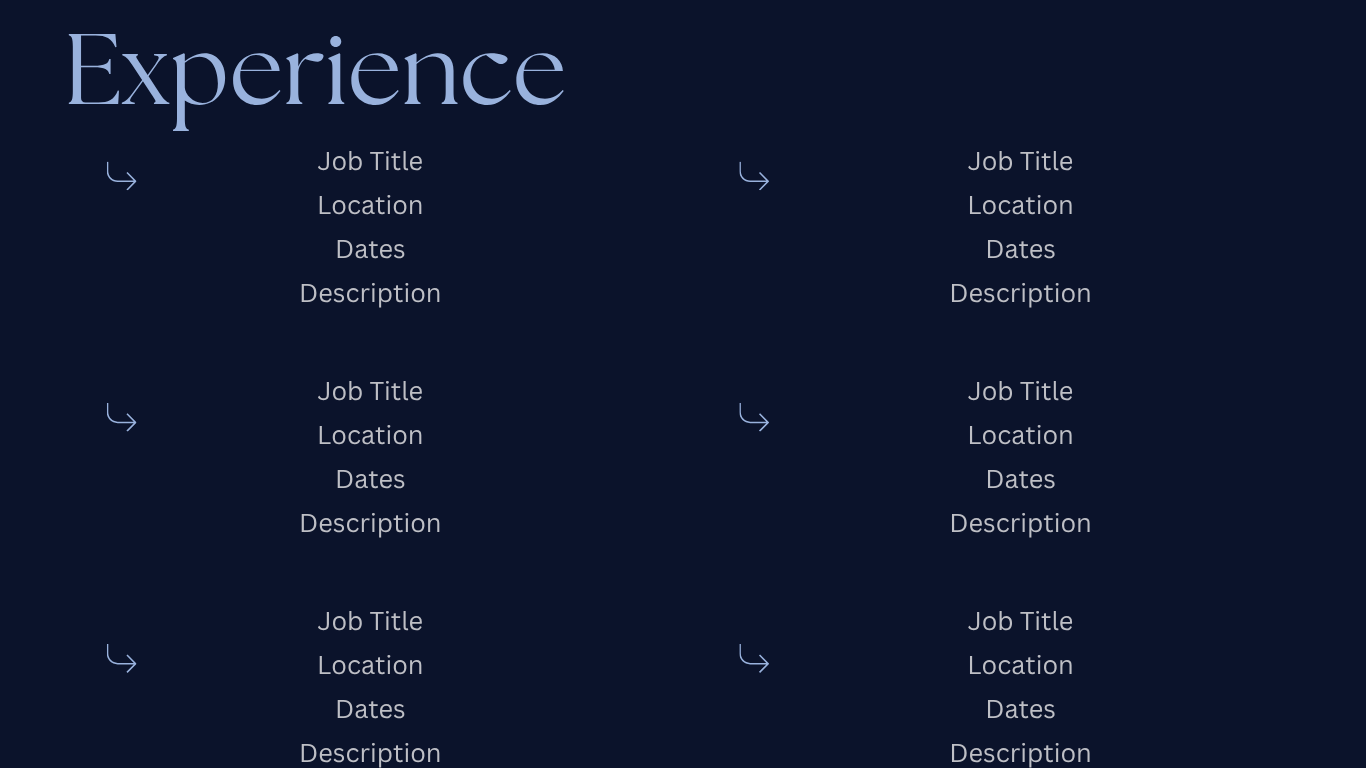 Experience
Job Title
Location
Dates
Description
Job Title
Location
Dates
Description
Job Title
Location
Dates
Description
Job Title
Location
Dates
Description
Job Title
Location
Dates
Description
Job Title
Location
Dates
Description